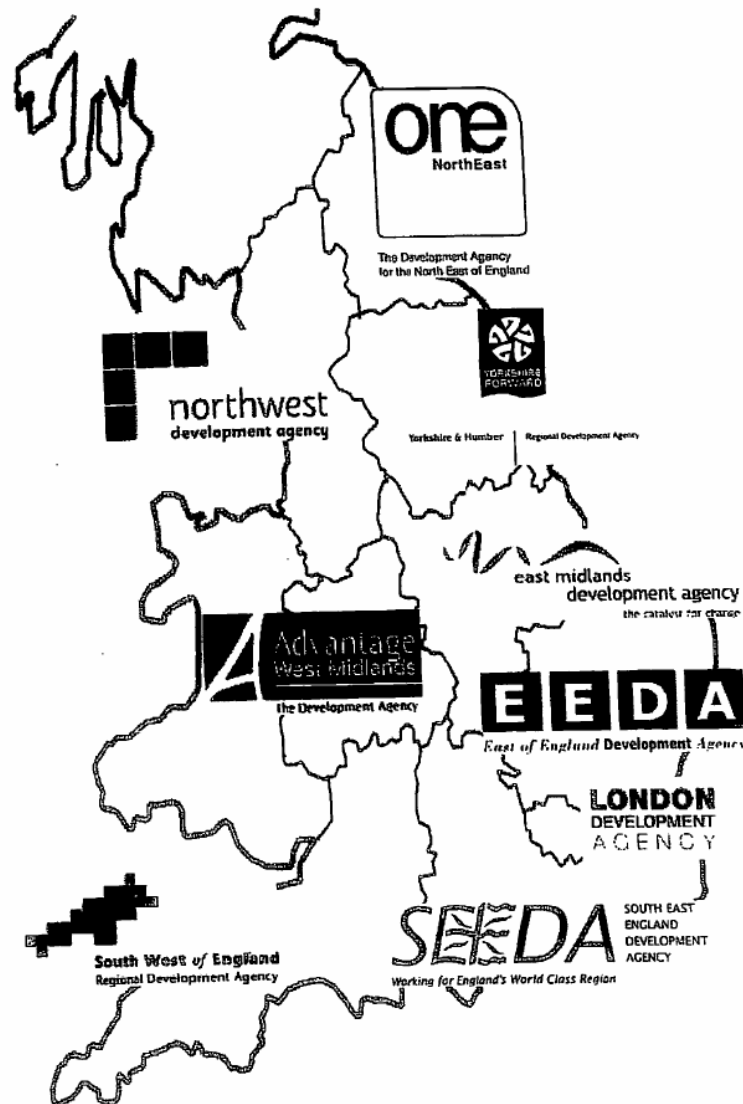 one
NorthEast
The Development Agency
for the North East of England
YORKSHIRE
FORWARD
northwest
development agency
Yorkshire & Humber
Regional Development Agency
east midlands
development agency
the catalyst for change
Advantage
West Midlands
The Development Agency
EEDA
East of England Development Agency
LONDON
DEVELOPMENT
AGENCY
SEEDA
SOUTH EAST
ENGLAND
DEVELOPMENT
AGENCY
Working for England's World Class Region
South West of England
Regional Development Agency